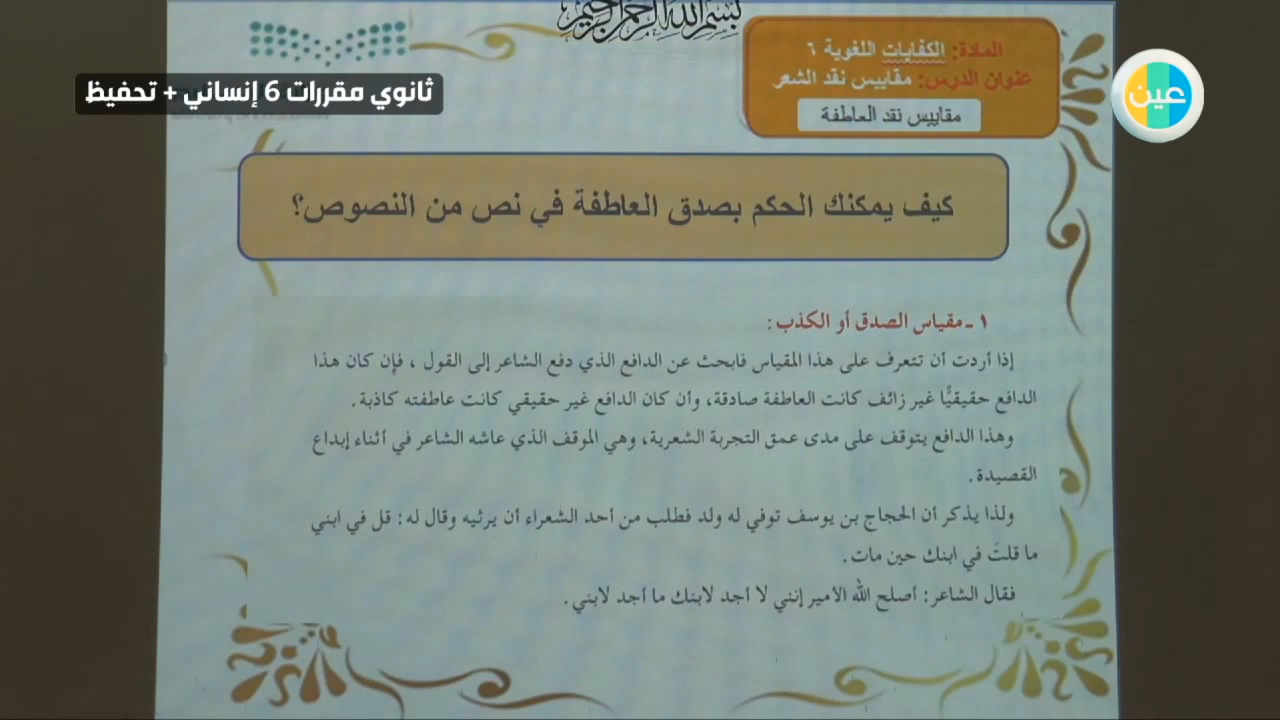 بسم الله الرحمن الرحيم
المادة: الكفايات اللغوية ٦
عنوان الدرس: مقاييس نقد الشعر
مقاييس نقد العاطفة
عين
ثانوي مقررات 6 إنساني + تحفيظ
كيف يمكنك الحكم بصدق العاطفة في نص من النصوص؟
١ ـ مقياس الصدق أو الكذب :
إذا أردت أن تتعرف على هذا المقياس فابحث عن الدافع الذي دفع الشاعر إلى القول ، فإن كان هذا
الدافع حقيقيًّا غير زائف كانت العاطفة صادقة، وأن كان الدافع غير حقيقي كانت عاطفته كاذبة .
وهذا الدافع يتوقف على مدى عمق التجربة الشعرية، وهي الموقف الذي عاشه الشاعر في أثناء إبداع
القصيدة .
ولذا يذكر أن الحجاج بن يوسف توفي له ولد فطلب من أحد الشعراء أن يرثيه وقال له : قل في ابني
ما قلتَ في ابنك حين مات .
فقال الشاعر: أصلح الله الأمير إنني لا أجد لابنك ما أجد لابني .